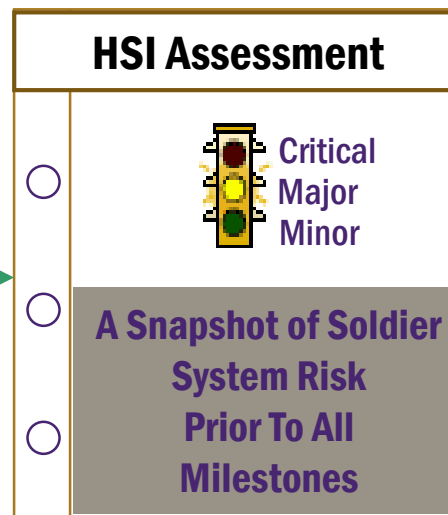 HSI Assessment
Critical
Major
Minor
A Snapshot of Soldier
System Risk
Prior To All
Milestones